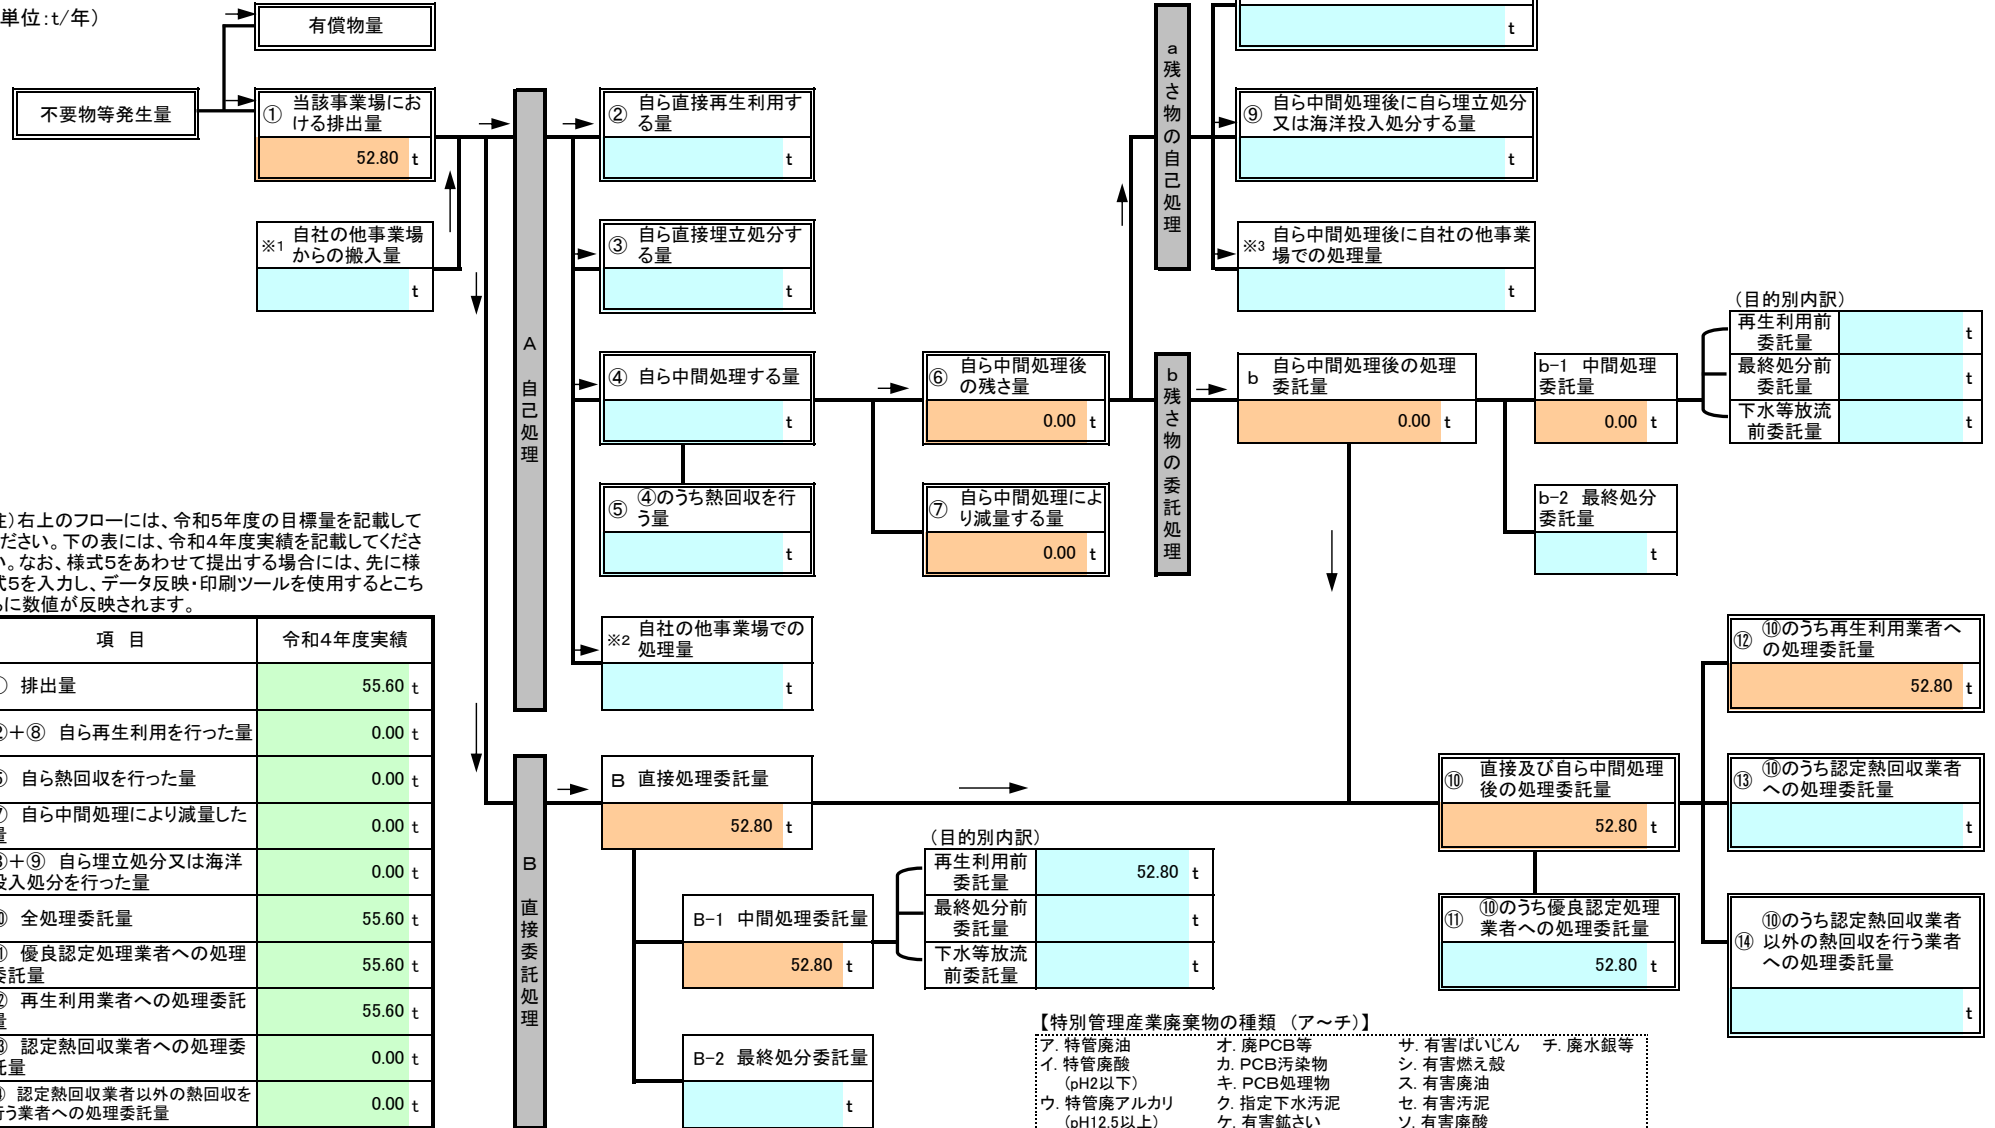 単位:t/年)
有償物量
不要物等発生量
① 当該事業場にお
ける排出量
52.80 t
※1 自社の他事業場
からの搬入量
t
A 自己処理
② 自ら直接再生利用す
る量
t
③ 自ら直接埋立処分す
る量
t
④ 自ら中間処理する量
t
⑤ ④のうち熱回収を行
う量
t
※2 自社の他事業場での
処理量
t
⑥ 自ら中間処理後
の残さ量
0.00 t
⑦ 自ら中間処理によ
り減量する量
0.00 t
a 残さ物の自己処理
t
⑨ 自ら中間処理後に自ら埋立処分
又は海洋投入処分する量
t
※3 自ら中間処理後に自社の他事業
場での処理量
t
b 残さ物の委託処理
b 自ら中間処理後の処理
委託量
0.00 t
b-1 中間処理
委託量
0.00 t
(目的別内訳)
再生利用前
委託量
t
最終処分前
委託量
t
下水等放流
前委託量
t
b-2 最終処分
委託量
t
注)右上のフローには、令和5年度の目標量を記載して
ください。下の表には、令和4年度実績を記載してくださ
い。なお、様式5をあわせて提出する場合には、先に様
式5を入力し、データ反映・印刷ツールを使用するとこち
らに数値が反映されます。
項 目 令和4年度実績
① 排出量 55.60 t
②+⑧ 自ら再生利用を行った量 0.00 t
⑤ 自ら熱回収を行った量 0.00 t
⑦ 自ら中間処理により減量した
量 0.00 t
③+⑨ 自ら埋立処分又は海洋
投入処分を行った量 0.00 t
⑩ 全処理委託量 55.60 t
⑪ 優良認定処理業者への処理
委託量 55.60 t
⑫ 再生利用業者への処理委託
量 55.60 t
⑬ 認定熱回収業者への処理委
託量 0.00 t
⑭ 認定熱回収業者以外の熱回収を
行う業者への処理委託量 0.00 t
B 直接委託処理
B 直接処理委託量
52.80 t
B-1 中間処理委託量
52.80 t
(目的別内訳)
再生利用前
委託量
52.80 t
最終処分前
委託量
t
下水等放流
前委託量
t
B-2 最終処分委託量
t
⑩ 直接及び自ら中間処理
後の処理委託量
52.80 t
⑪ ⑩のうち優良認定処理
業者への処理委託量
52.80 t
⑫ ⑩のうち再生利用業者へ
の処理委託量
52.80 t
⑬ ⑩のうち認定熱回収業者
への処理委託量
t
⑭ ⑩のうち認定熱回収業者
以外の熱回収を行う業者
への処理委託量
t
【特別管理産業廃棄物の種類 (ア~チ)】
ア. 特管廃油 オ. 廃PCB等 サ. 有害ばいじん チ. 廃水銀等
イ. 特管廃酸 カ. PCB汚染物 シ. 有害燃え殻
(pH2以下) キ. PCB処理物 ス. 有害廃油
ウ. 特管廃アルカリ ク. 指定下水汚泥 セ. 有害汚泥
(pH12.5以上) ケ. 有害鉱さい ソ. 有害廃酸